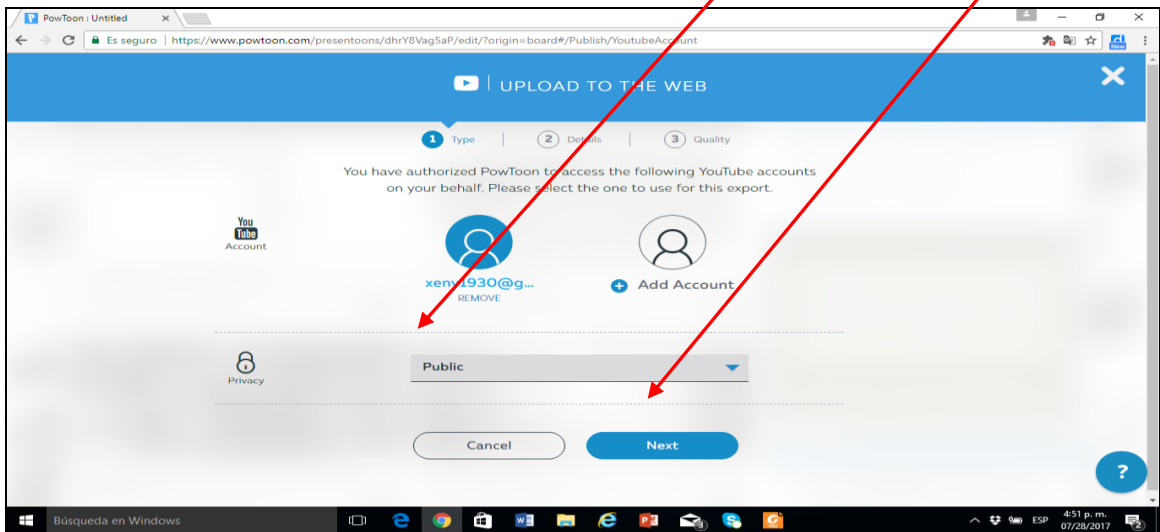 PowToon : Untitled
Es seguro | https://www.powtoon.com/presentoons/dhrY8Vag5aP/edit/?origin=board#/Publish/YoutubeAccount
UPLOAD TO THE WEB
1 Type | 2 Details | 3 Quality
You have authorized PowToon to access the following YouTube accounts
on your behalf. Please select the one to use for this export.
You
Tube
Account
xeny1930@g...
REMOVE
Add Account
Privacy
Public
Cancel
Next
?
Búsqueda en Windows
ESP
4:51 p. m.
07/28/2017